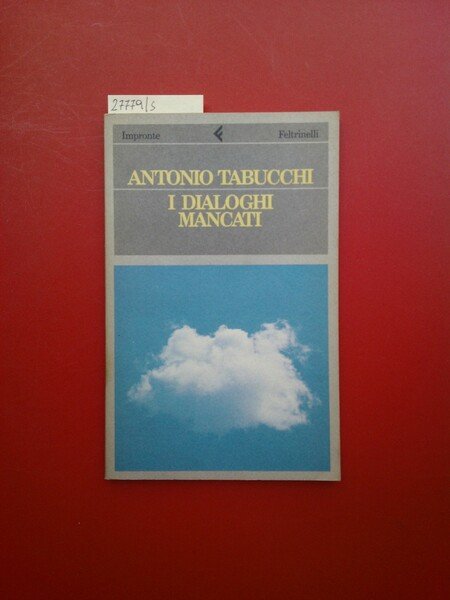 27779/s
Impronte Feltrinelli
ANTONIO TABUCCHI
I DIALOGHI
MANCATI